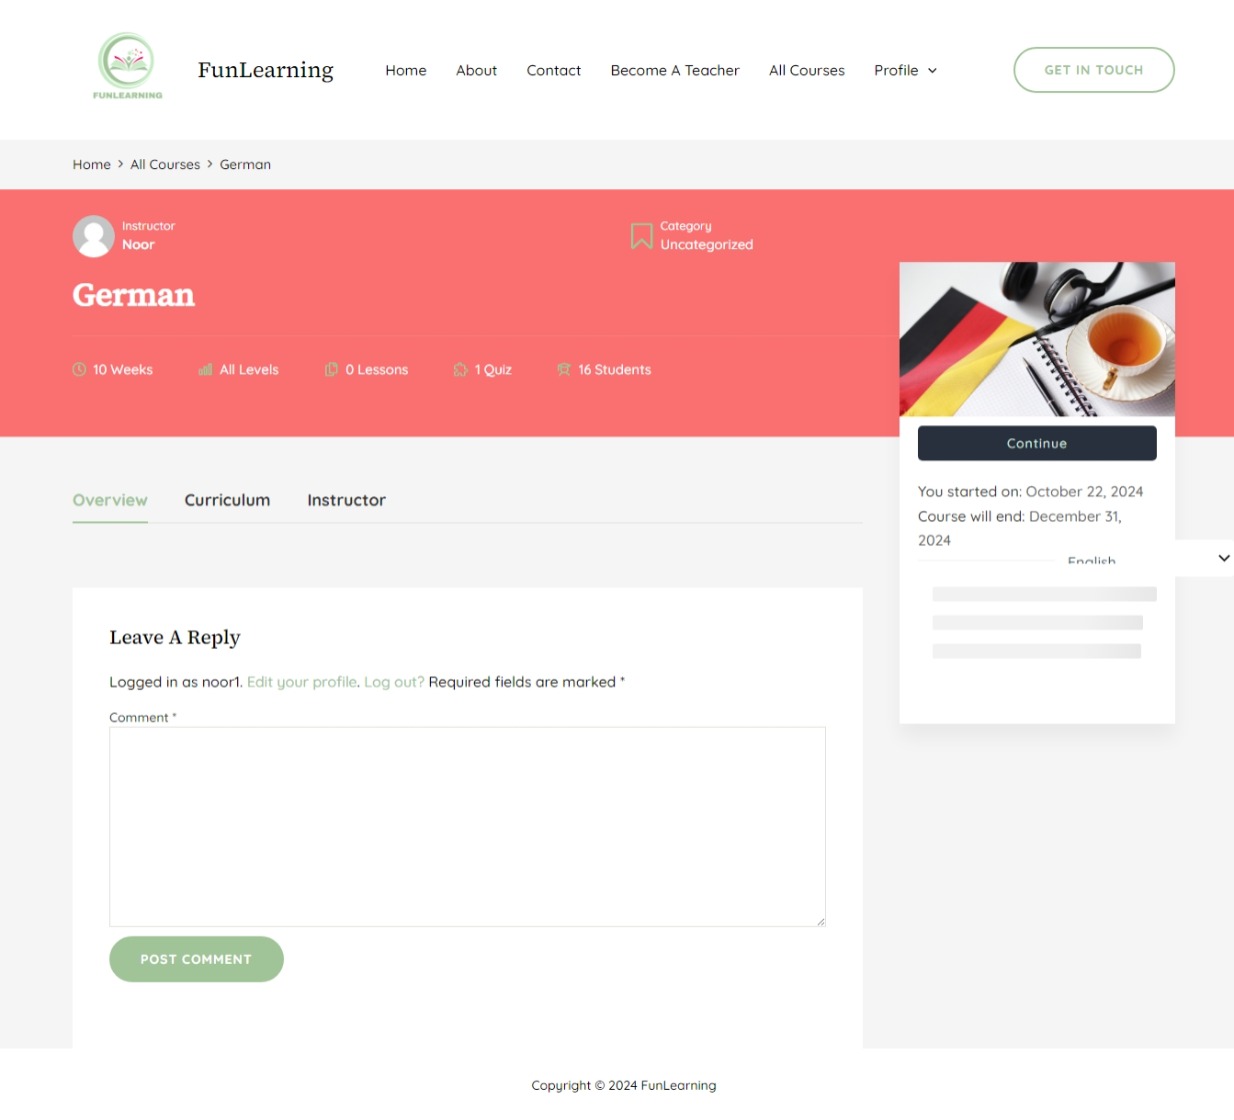 FUNLEARNING
FunLearning
Home
About
Contact
Become A Teacher
All Courses
Profile
GET IN TOUCH
Home > All Courses > German
Instructor
Noor
Category
Uncategorized
German
10 Weeks
All Levels
0 Lessons
1 Quiz
16 Students
Continue
You started on: October 22, 2024
Course will end: December 31,
2024
English
Overview
Curriculum
Instructor
Leave A Reply
Logged in as noor1. Edit your profile. Log out? Required fields are marked *
Comment *
POST COMMENT
Copyright © 2024 FunLearning